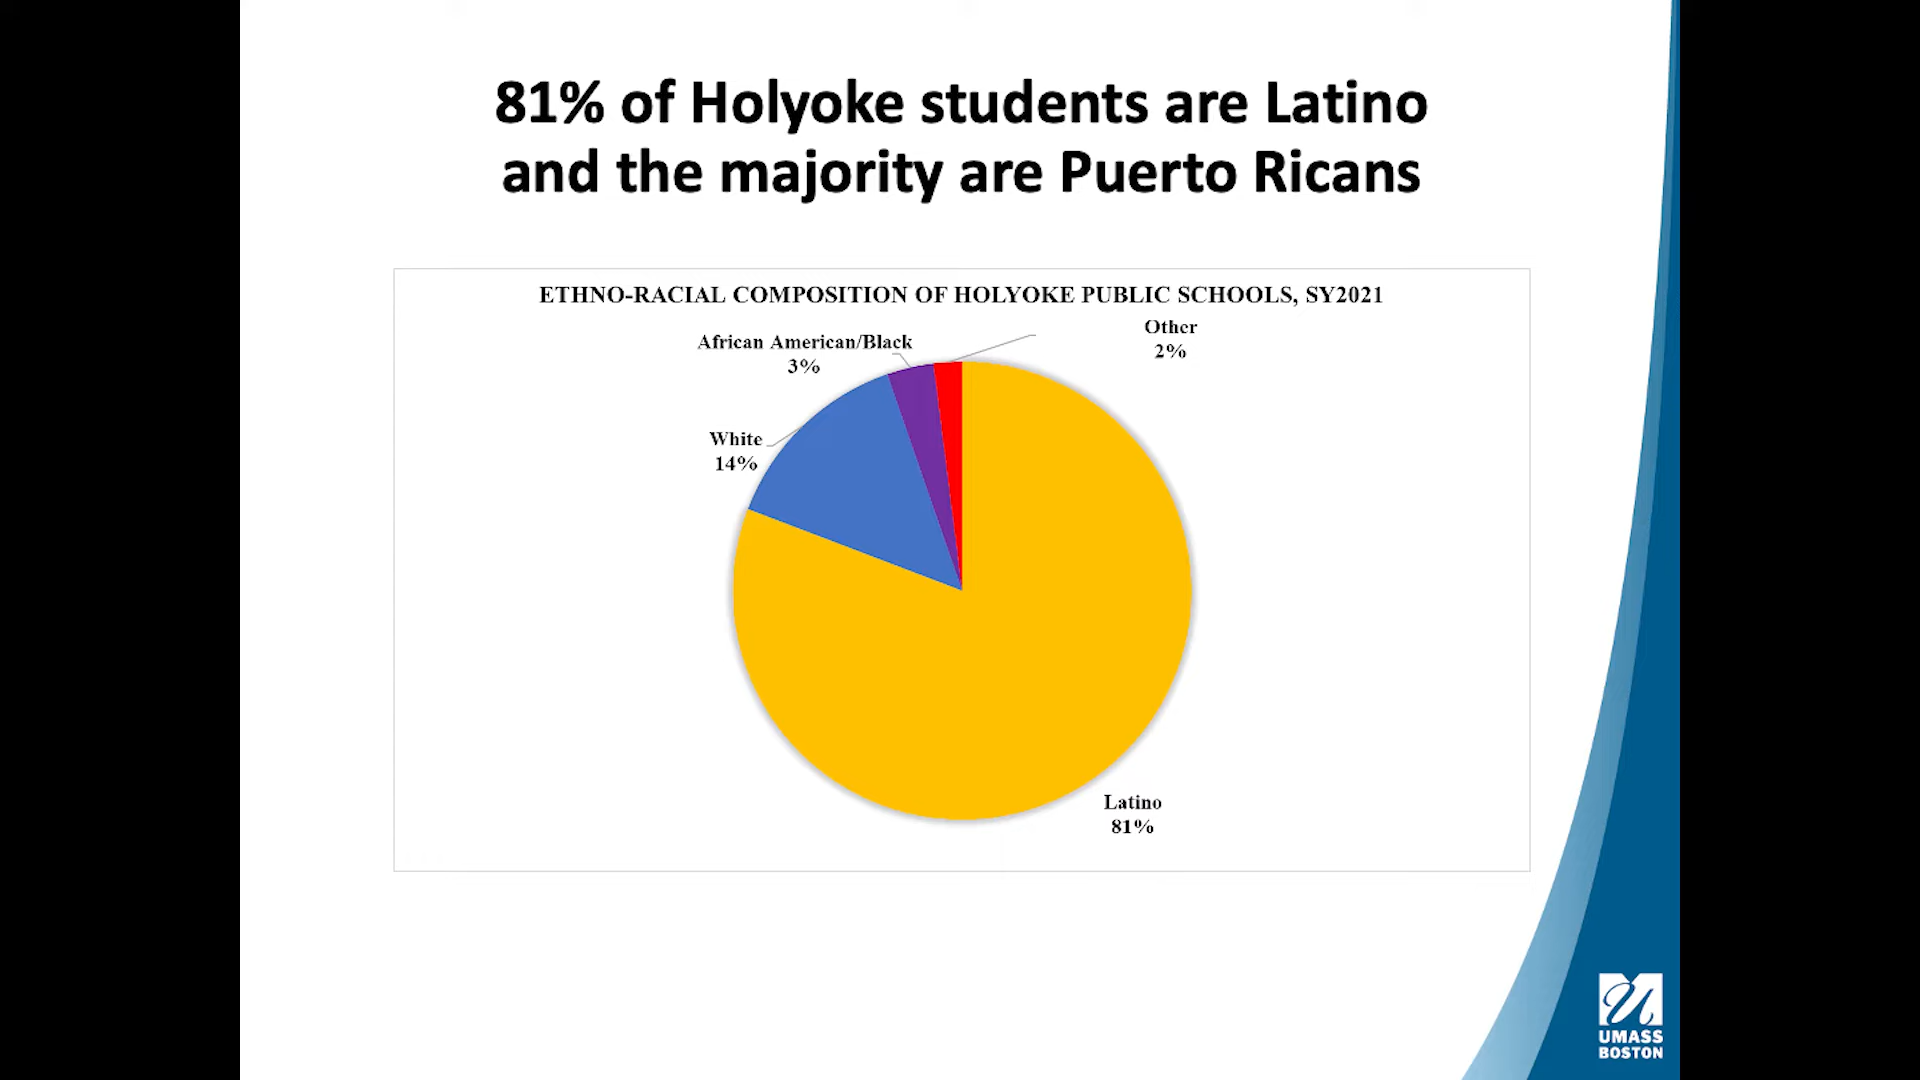 81% of Holyoke students are Latino
and the majority are Puerto Ricans
ETHNO-RACIAL COMPOSITION OF HOLYOKE PUBLIC SCHOOLS, SY2021
Other
2%
African American/Black
3%
White
14%
Latino
81%
UMASS
BOSTON